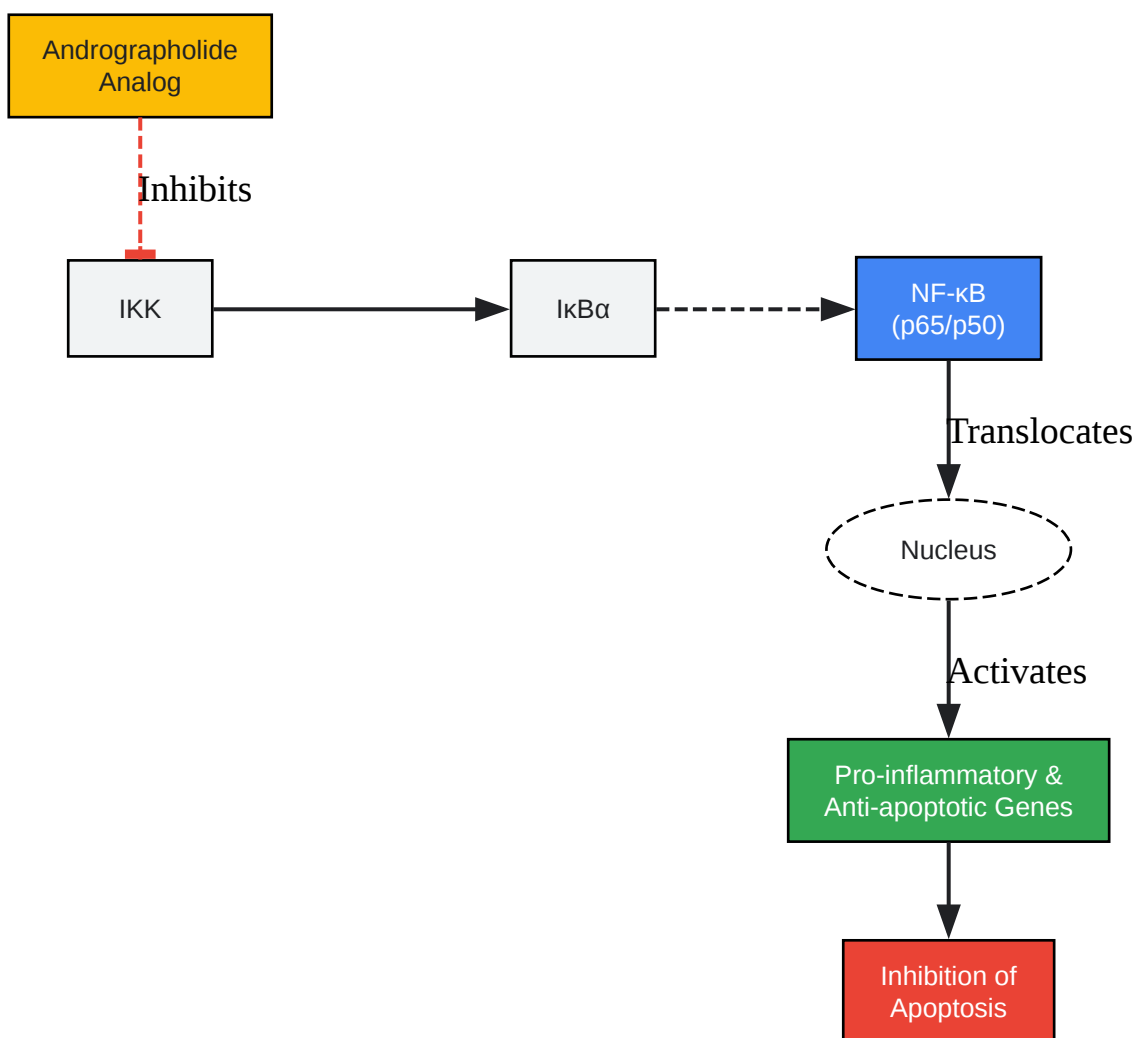 Andrographolide
Analog
Inhibits
IKK
IκBα
NF-κB
(p65/p50)
Translocates
Nucleus
Activates
Pro-inflammatory &
Anti-apoptotic Genes
Inhibition of
Apoptosis